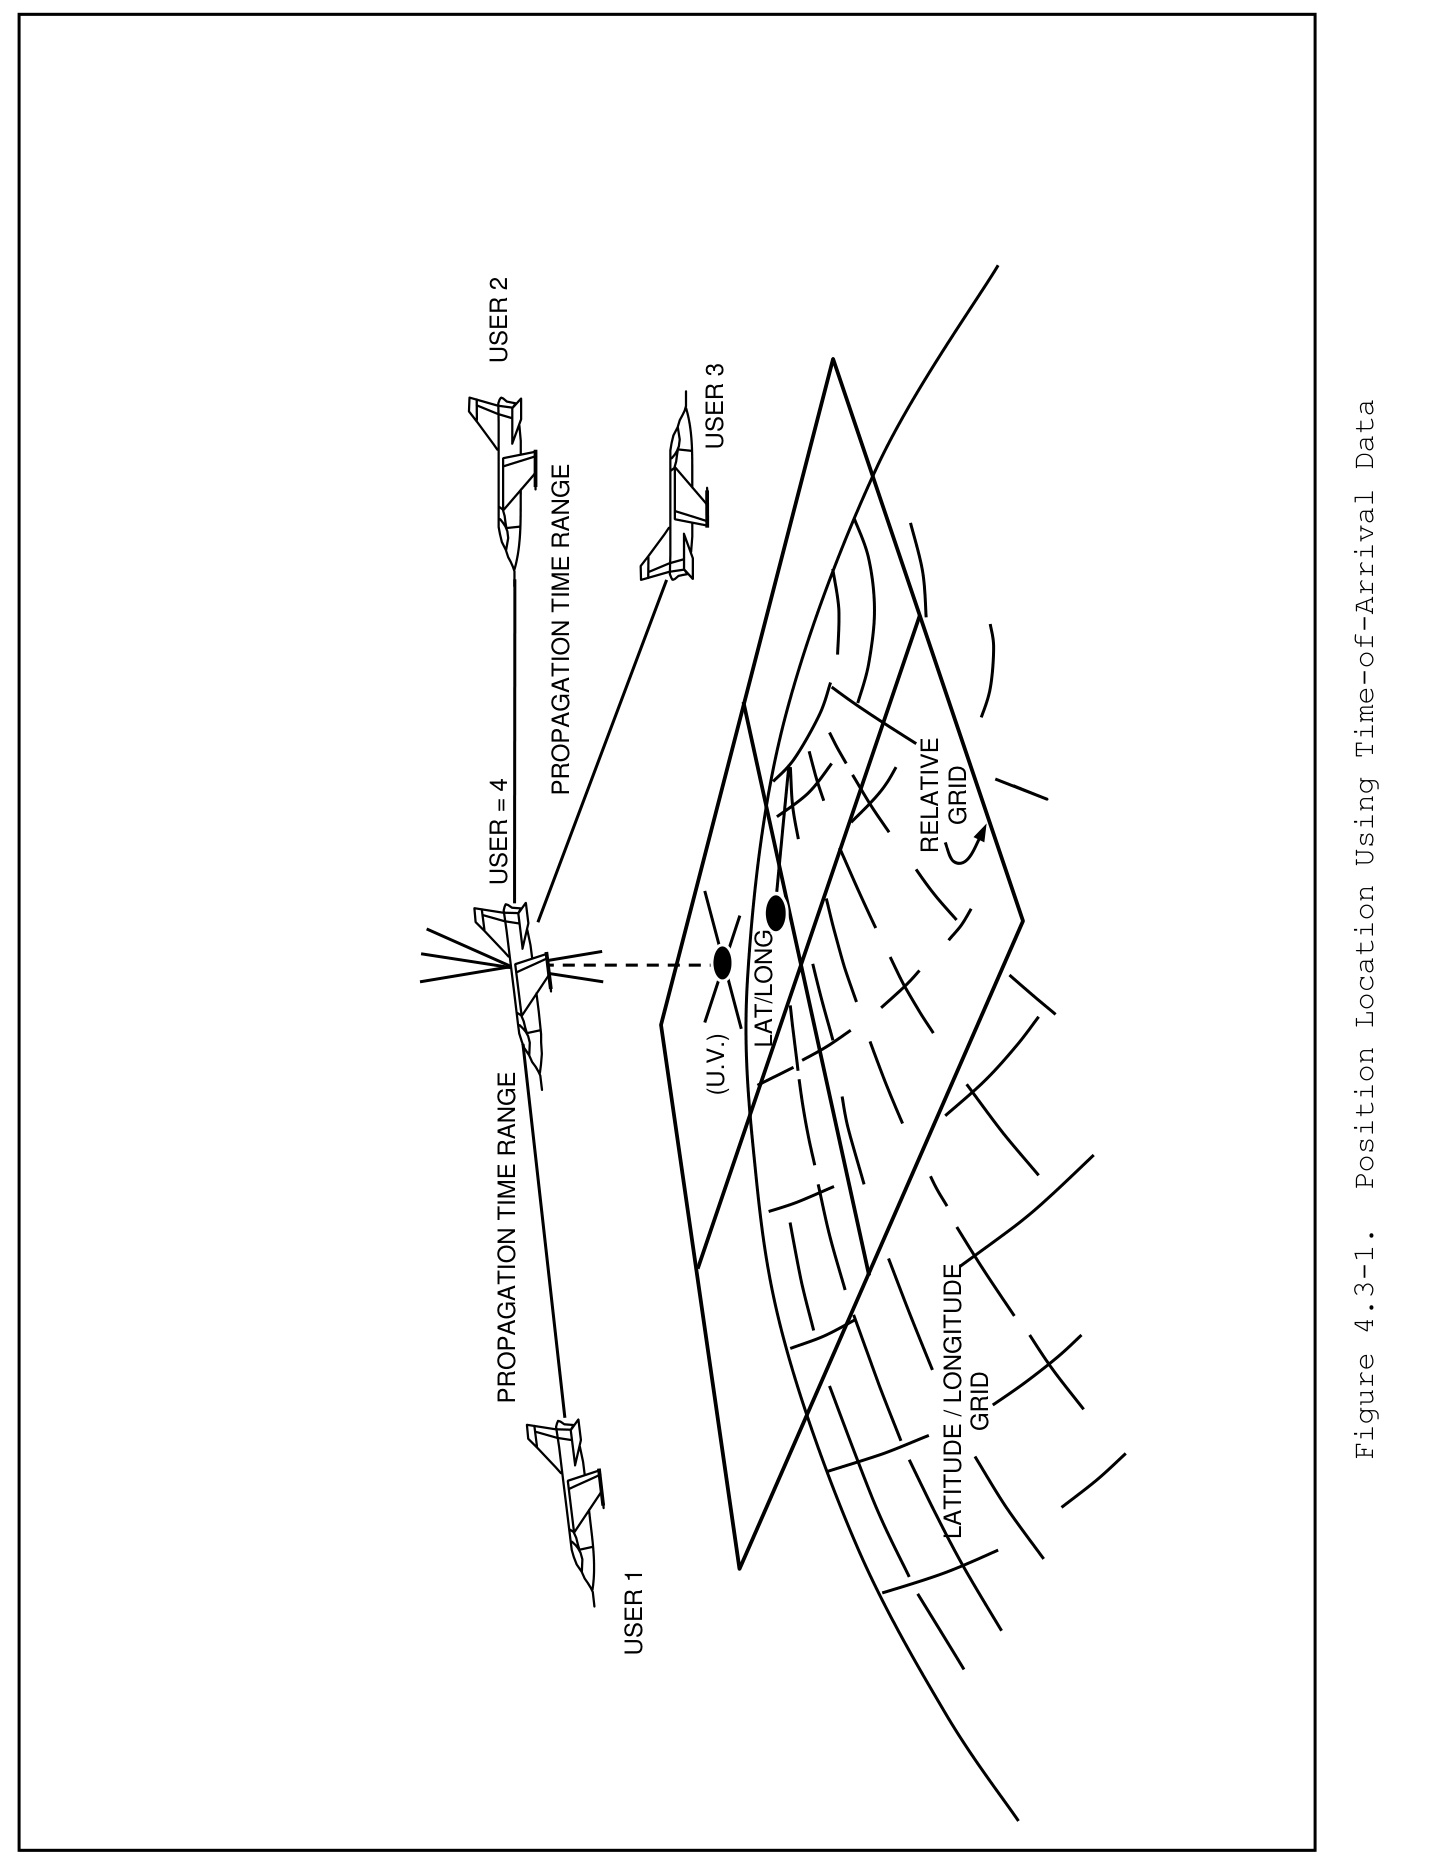 USER 2
USER = 4
PROPAGATION TIME RANGE
PROPAGATION TIME RANGE
USER 3
USER 1
(U.V.)
LAT/LONG
RELATIVE
GRID
LATITUDE / LONGITUDE
GRID
Figure 4.3-1. Position Location Using Time-of-Arrival Data